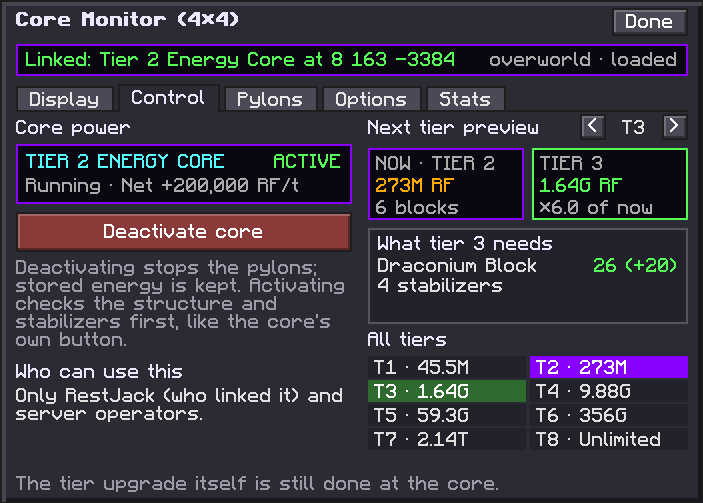 Core Monitor (4×4)
Done
Linked: Tier 2 Energy Core at 8 163 -3384
overworld · loaded
Display
Control
Pylons
Options
Stats
Core power
TIER 2 ENERGY CORE
ACTIVE
Running · Net +200,000 RF/t
Deactivate core
Deactivating stops the pylons;
stored energy is kept. Activating
checks the structure and
stabilizers first, like the core's
own button.
Who can use this
Only RestJack (who linked it) and
server operators.
Next tier preview
<
T3
>
NOW · TIER 2
273M RF
6 blocks
TIER 3
1.64G RF
×6.0 of now
What tier 3 needs
Draconium Block
26 (+20)
4 stabilizers
All tiers
T1 · 45.5M
T2 · 273M
T3 · 1.64G
T4 · 9.88G
T5 · 59.3G
T6 · 356G
T7 · 2.14T
T8 · Unlimited
The tier upgrade itself is still done at the core.